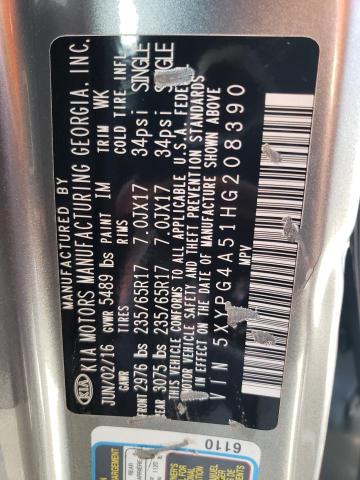 MANUFACTURED BY
KIA KIA MOTORS MANUFACTURING GEORGIA, INC.
JUN/02/16 GVWR 5489 lbs PAINT IM TRIM WK
GAWR TIRES RIMS COLD TIRE INFL
FRONT 2976 lbs 235/65R17 7.0JX17 34psi SINGLE
REAR 3075 lbs 235/65R17 7.0JX17 34psi SINGLE
THIS VEHICLE CONFORMS TO ALL APPLICABLE U.S.A. FEDERAL
MOTOR VEHICLE SAFETY AND THEFT PREVENTION STANDARDS
IN EFFECT ON THE DATE OF MANUFACTURE SHOWN ABOVE
VIN 5XYPG4A51HG208390
MPV
6110